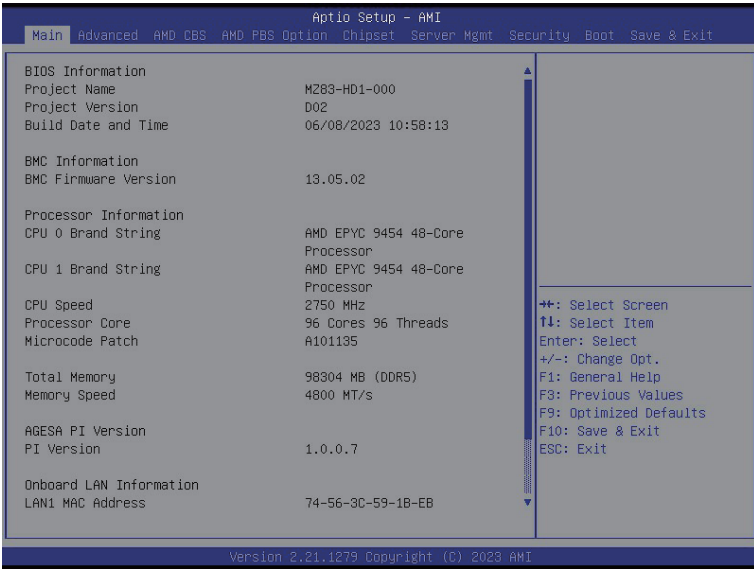 Aptio Setup - AMI
Main Advanced AMD CBS AMD PBS Option Chipset Server Mgmt Security Boot Save & Exit
BIOS Information
Project Name MZ83-HD1-000
Project Version D02
Build Date and Time 06/08/2023 10:58:13
BMC Information
BMC Firmware Version 13.05.02
Processor Information
CPU 0 Brand String AMD EPYC 9454 48-Core
Processor
CPU 1 Brand String AMD EPYC 9454 48-Core
Processor
CPU Speed 2750 MHz
Processor Core 96 Cores 96 Threads
Microcode Patch A101135
Total Memory 98304 MB (DDR5)
Memory Speed 4800 MT/s
AGESA PI Version
PI Version 1.0.0.7
Onboard LAN Information
LAN1 MAC Address 74-56-3C-59-1B-EB
→←: Select Screen
↑↓: Select Item
Enter: Select
+/-: Change Opt.
F1: General Help
F3: Previous Values
F9: Optimized Defaults
F10: Save & Exit
ESC: Exit
Version 2.21.1279 Copyright (C) 2023 AMI